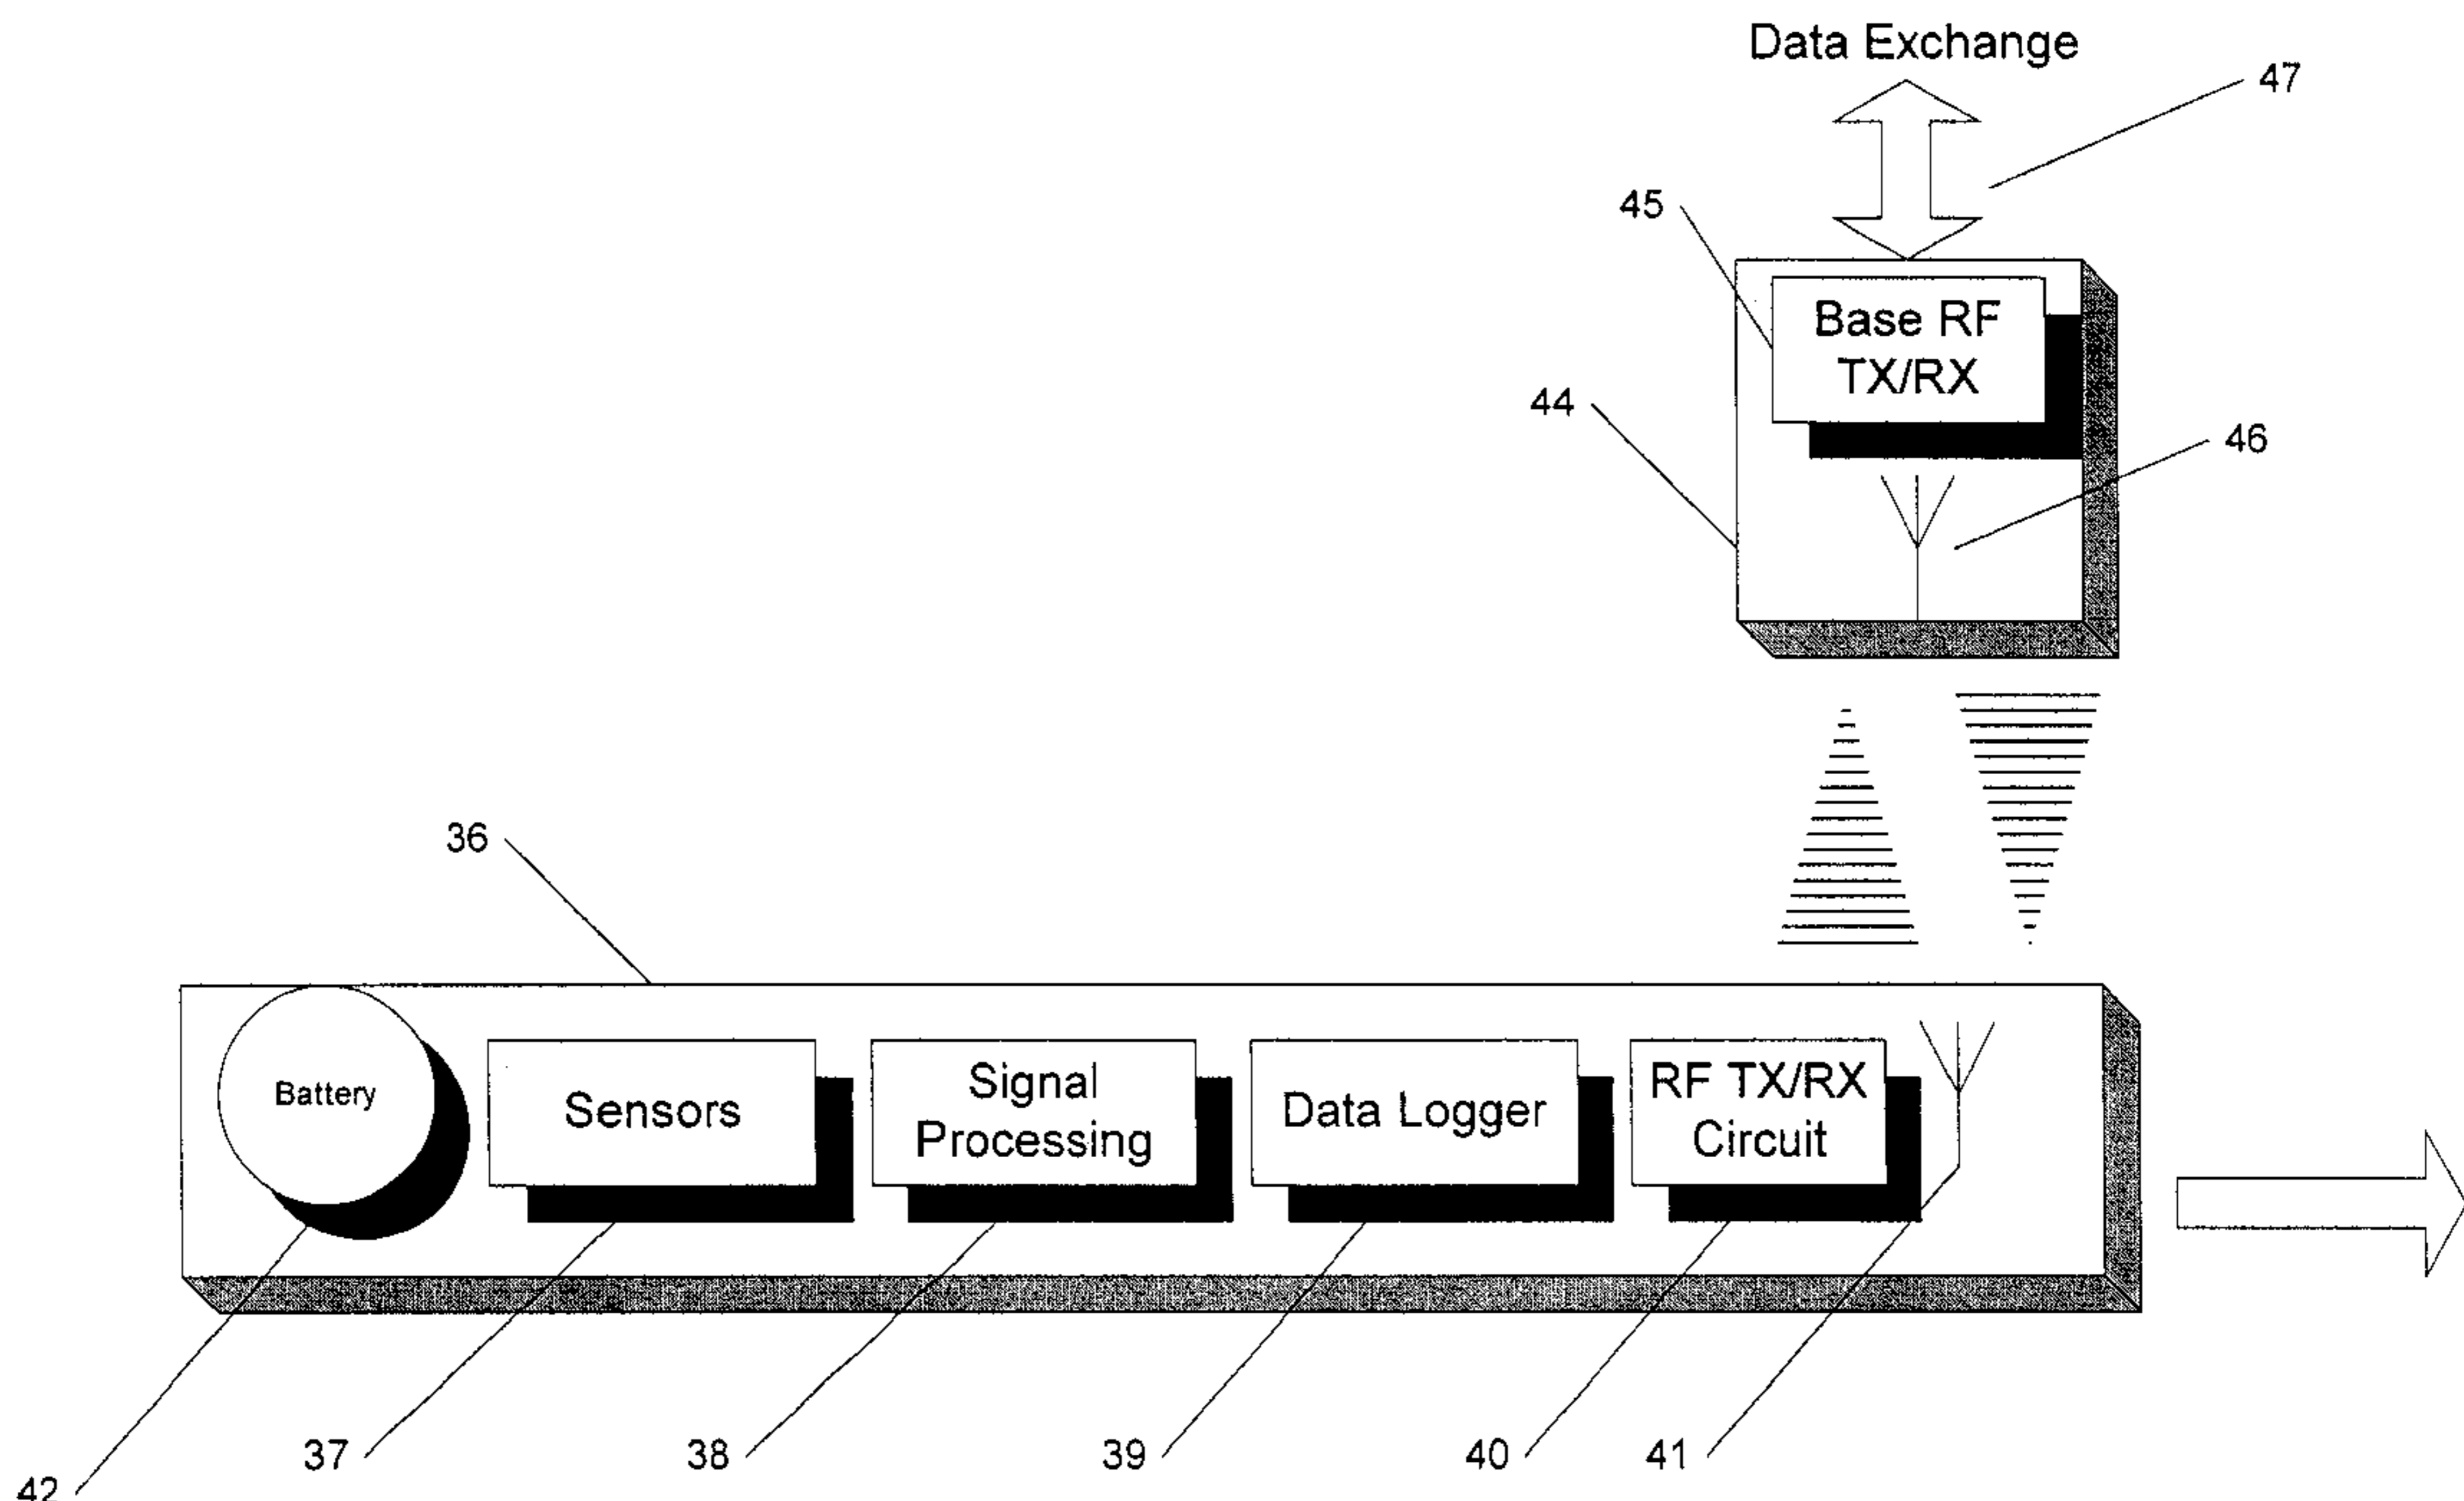 Data Exchange
47
45
Base RF
TX/RX
44
46
36
Battery
Sensors
Signal
Processing
Data Logger
RF TX/RX
Circuit
37
38
39
40
41
42